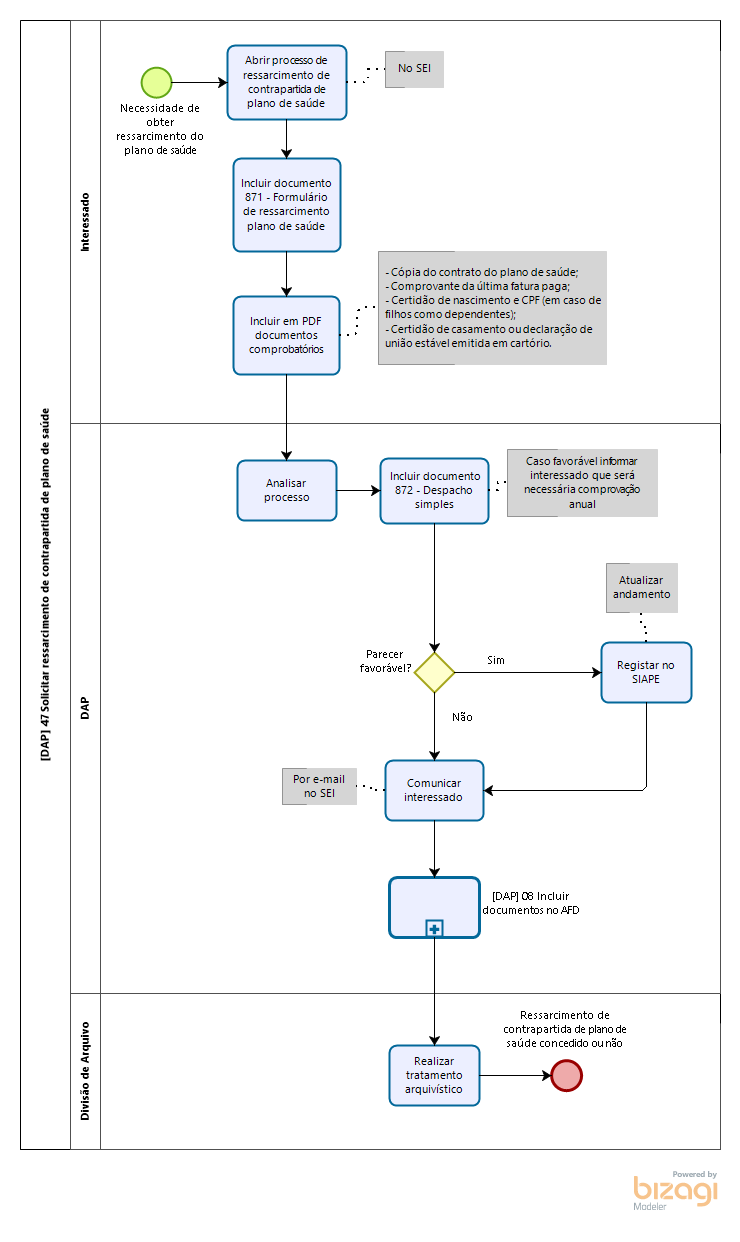 [DAP] 47 Solicitar ressarcimento de contrapartida de plano de saúde
Interessado
Necessidade de
obter
ressarcimento do
plano de saúde
Abrir processo de
ressarcimento de
contrapartida de
plano de saúde
No SEI
Incluir documento
871 - Formulário
de ressarcimento
plano de saúde
Incluir em PDF
documentos
comprobatórios
- Cópia do contrato do plano de saúde;
- Comprovante da última fatura paga;
- Certidão de nascimento e CPF (em caso de
filhos como dependentes);
- Certidão de casamento ou declaração de
união estável emitida em cartório.
DAP
Analisar
processo
Incluir documento
872 - Despacho
simples
Caso favorável informar
interessado que será
necessária comprovação
anual
Atualizar
andamento
Parecer
favorável?
Sim
Registar no
SIAPE
Não
Por e-mail
no SEI
Comunicar
interessado
[DAP] 08 Incluir
documentos no AFD
Divisão de Arquivo
Realizar
tratamento
arquivístico
Ressarcimento de
contrapartida de plano de
saúde concedido ou não
Powered by
bizagi
Modeler